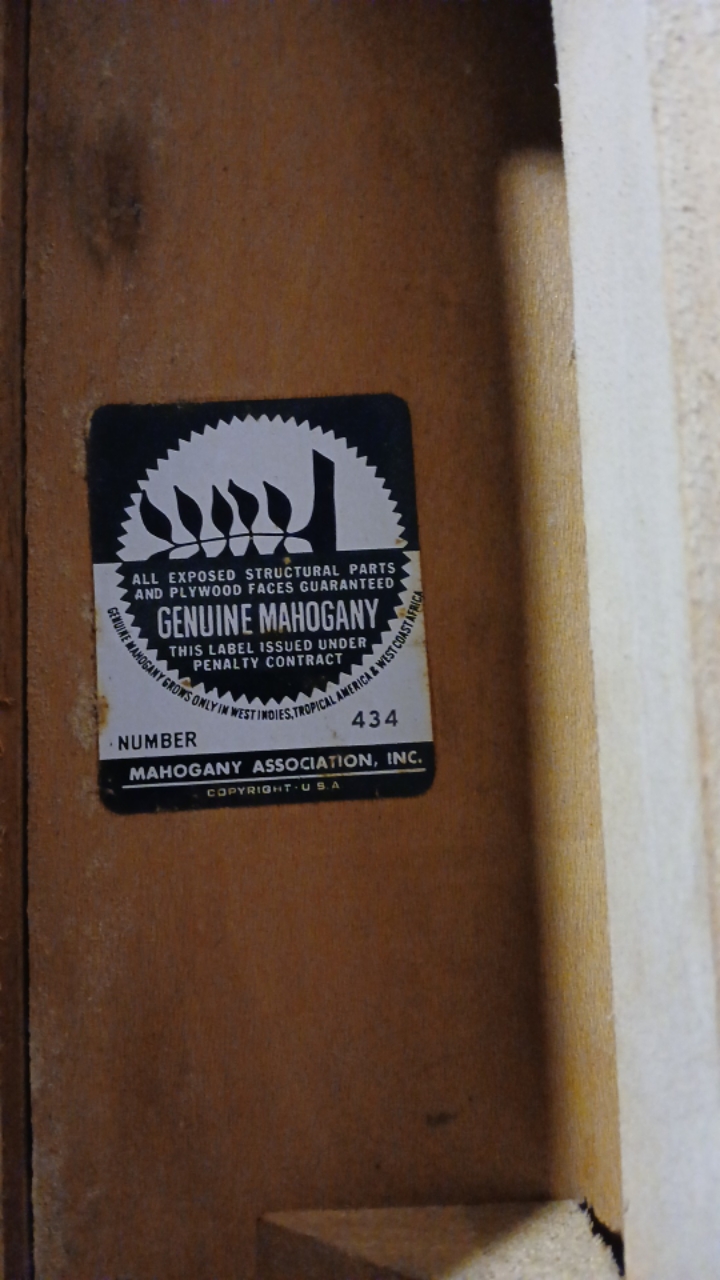 ALL EXPOSED STRUCTURAL PARTS
AND PLYWOOD FACES GUARANTEED
GENUINE MAHOGANY
THIS LABEL ISSUED UNDER
PENALTY CONTRACT
GENUINE MAHOGANY GROWS ONLY IN WEST INDIES, TROPICAL AMERICA & WEST COAST AFRICA
434
NUMBER
MAHOGANY ASSOCIATION, INC.
COPYRIGHT · U S A